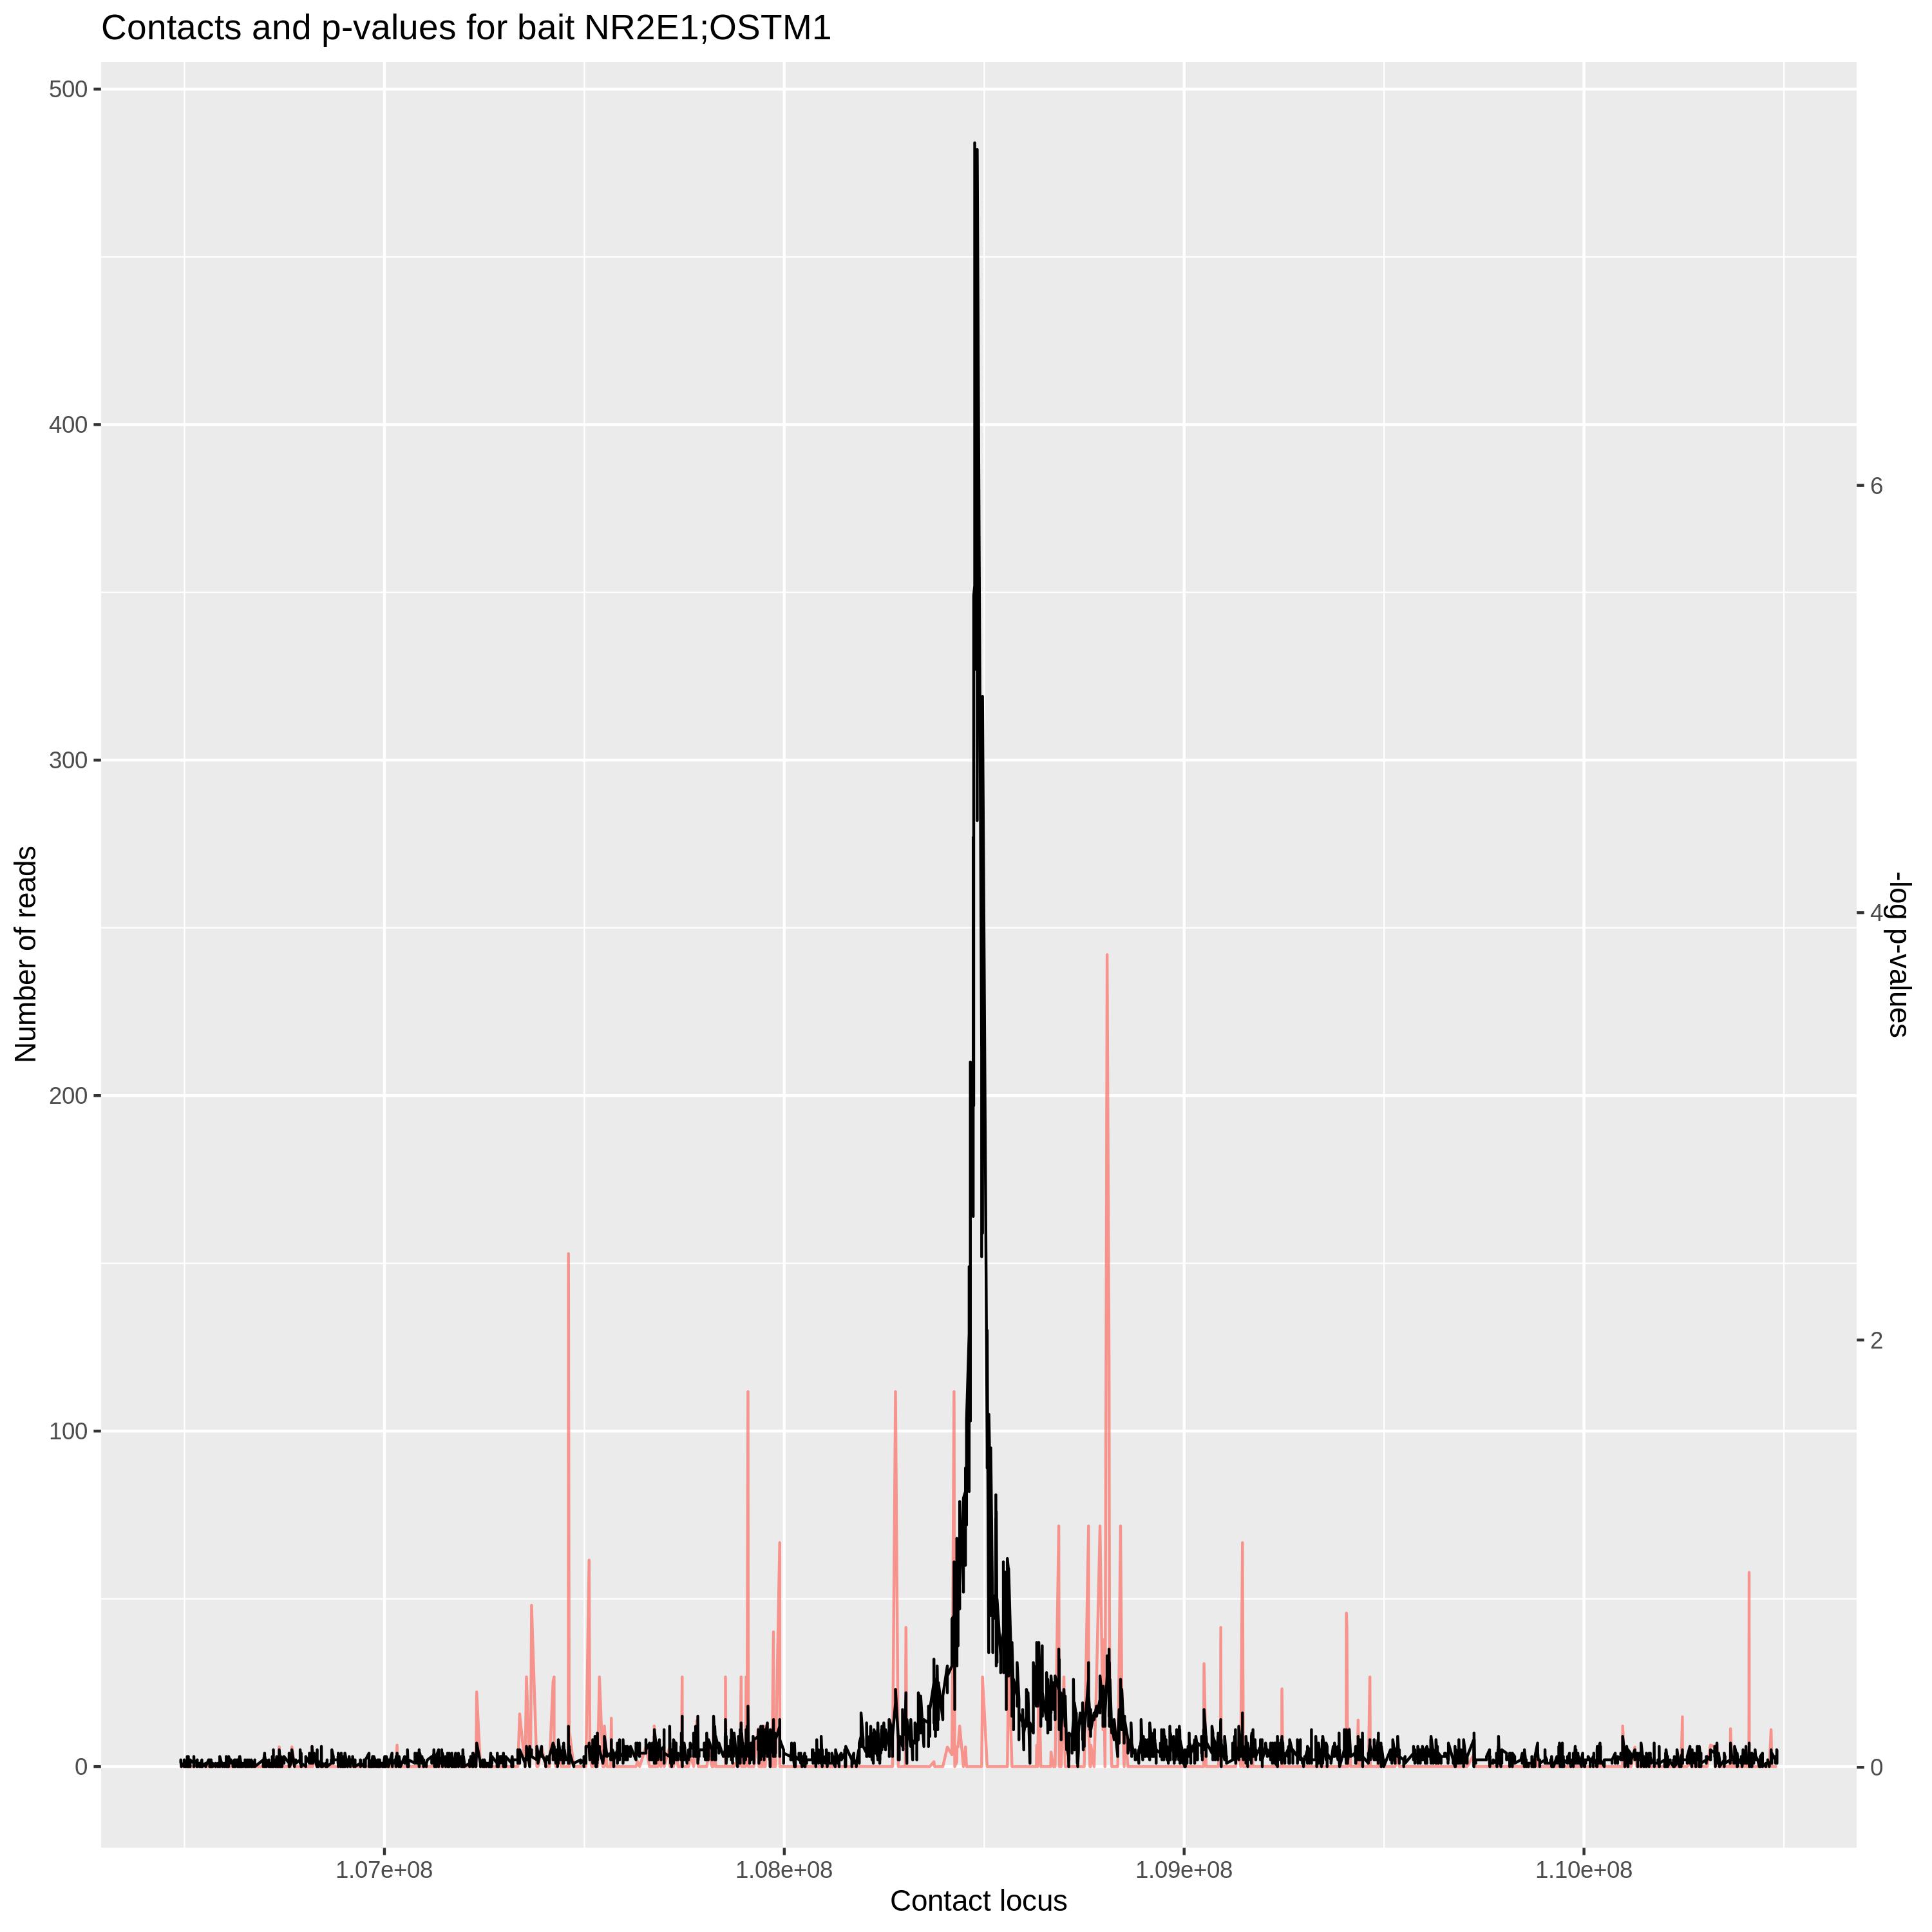 Contacts and p-values for bait NR2E1;OSTM1
500
400
300
200
100
0
Number of reads
6
4
2
0
-log p-values
1.07e+08
1.08e+08
1.09e+08
1.10e+08
Contact locus